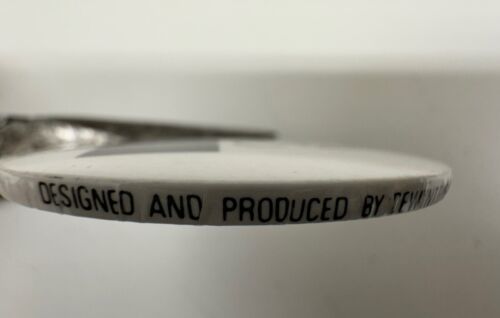 DESIGNED AND PRODUCED BY